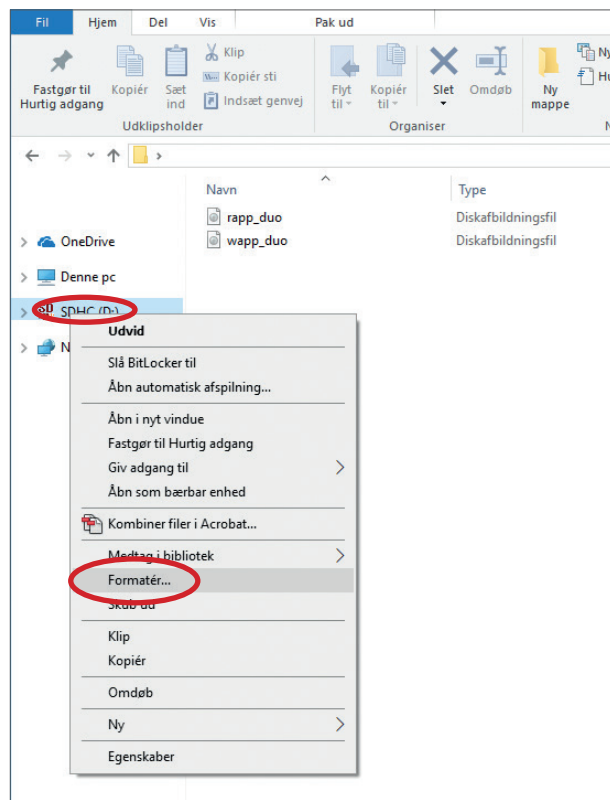 Fil Hjem Del Vis Pak ud
Fastgør til Hurtig adgang
Kopiér
Sæt ind
Klip
Kopiér sti
Indsæt genvej
Udklipsholder
Flyt til
Kopiér til
Slet
Omdøb
Organiser
Ny mappe
Navn Type
rapp_duo Diskafbildningsfil
wapp_duo Diskafbildningsfil
OneDrive
Denne pc
SDHC (D:)
Udvid
Slå BitLocker til
Åbn automatisk afspilning...
Åbn i nyt vindue
Fastgør til Hurtig adgang
Giv adgang til
Åbn som bærbar enhed
Kombiner filer i Acrobat...
Medtag i bibliotek
Formatér...
Skub ud
Klip
Kopiér
Omdøb
Ny
Egenskaber